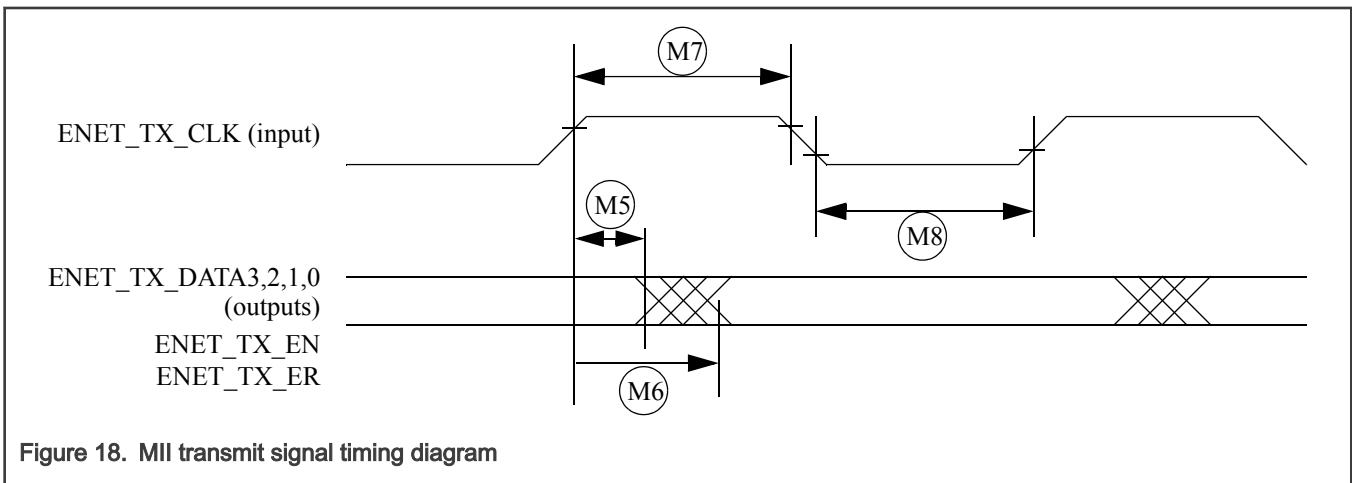 M7
ENET_TX_CLK (input)
M5
M8
ENET_TX_DATA3,2,1,0
(outputs)
ENET_TX_EN
ENET_TX_ER
M6
Figure 18. MII transmit signal timing diagram